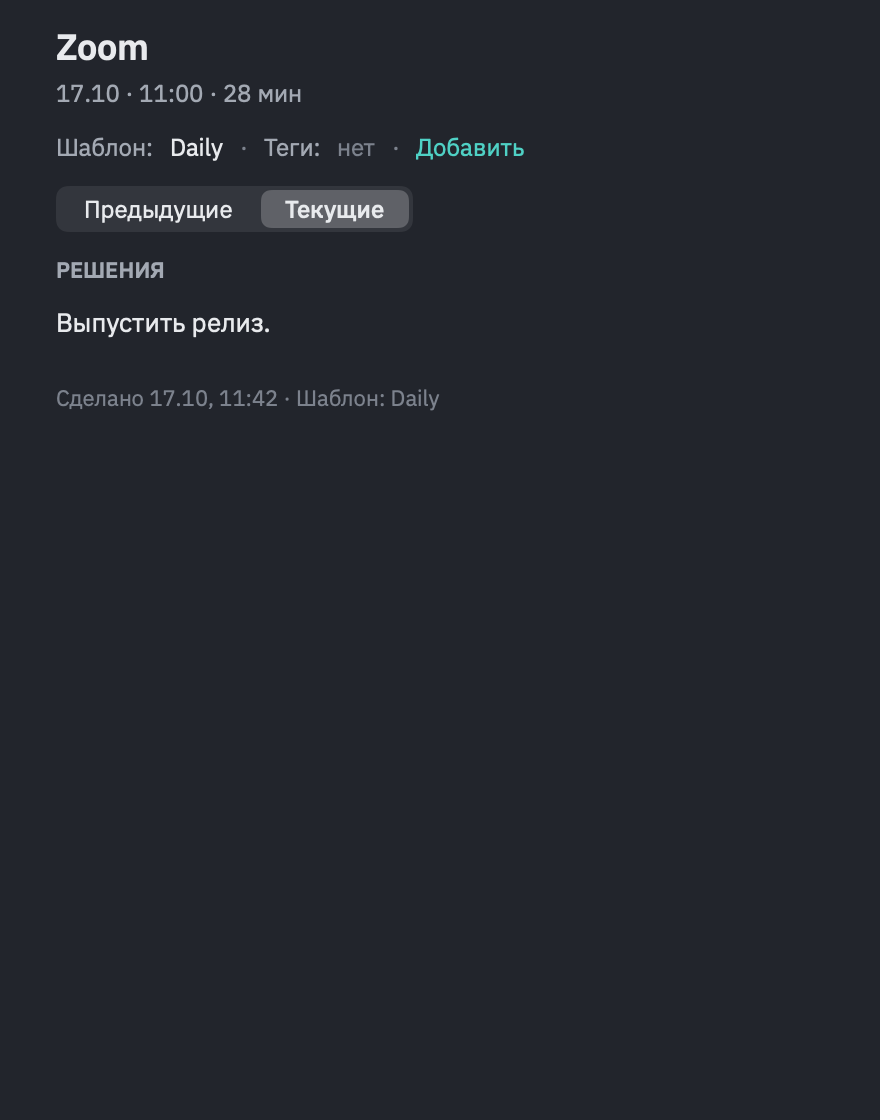 Zoom
17.10 · 11:00 · 28 мин
Шаблон: Daily · Теги: нет · Добавить
Предыдущие Текущие
РЕШЕНИЯ
Выпустить релиз.
Сделано 17.10, 11:42 · Шаблон: Daily